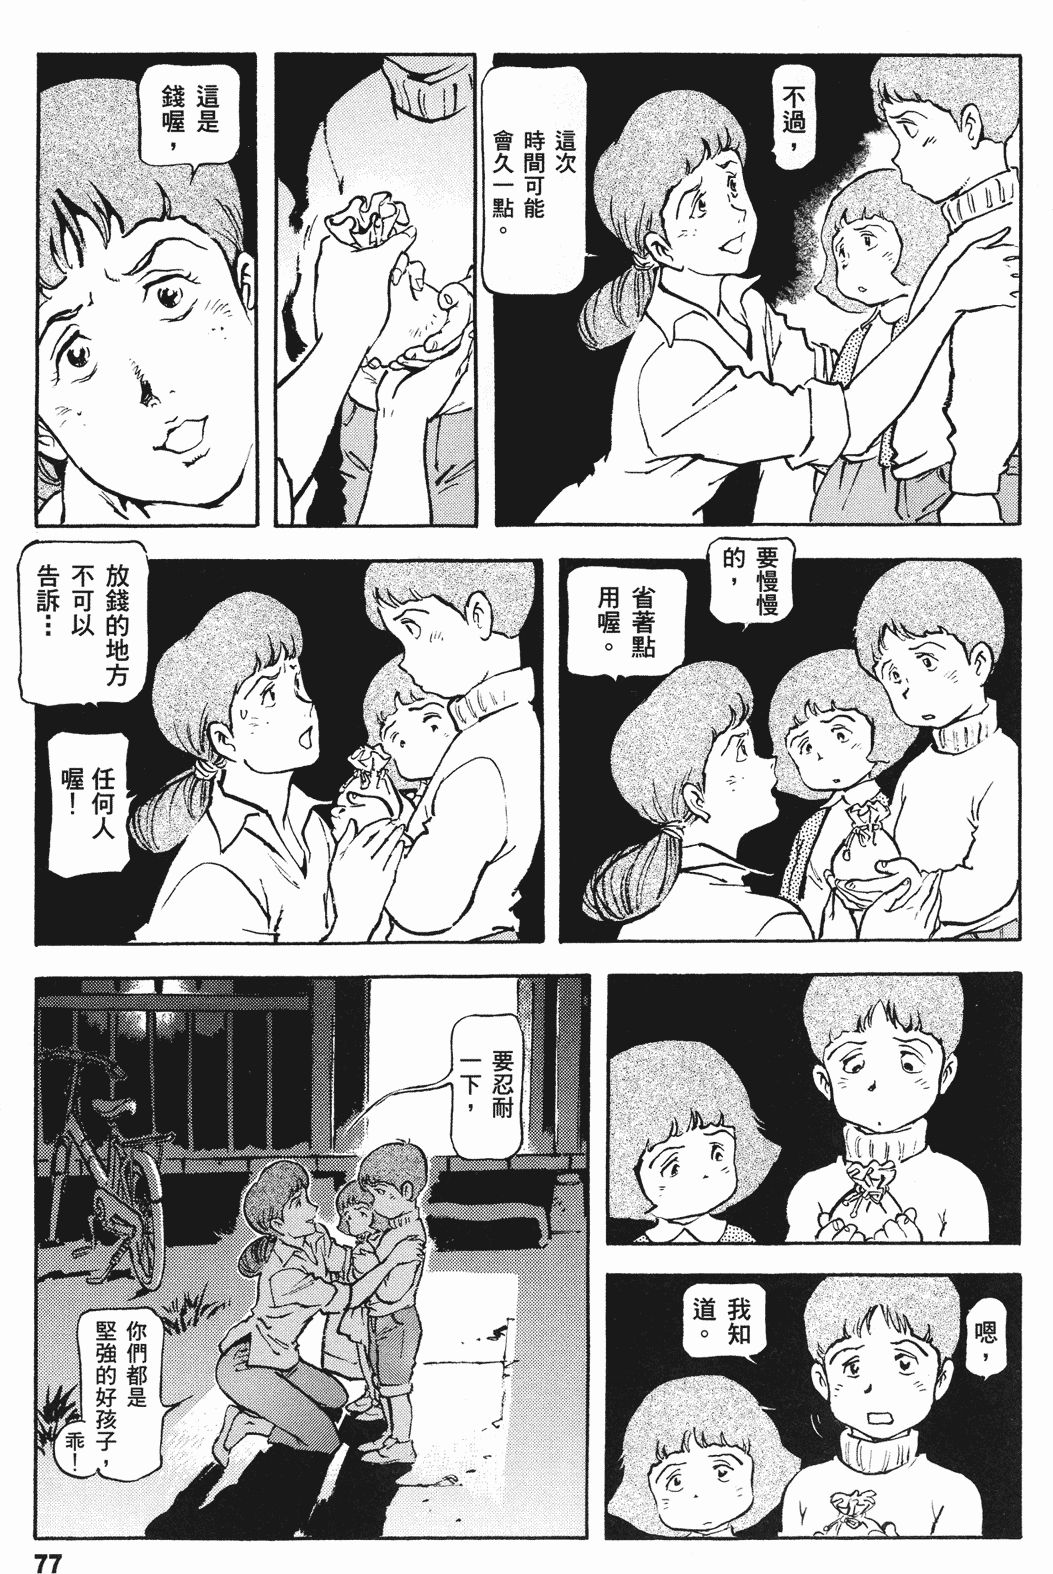 不過，
這次
時間可能
會久一點。
這是
錢喔，
要慢慢
的，
省著點
用喔。
放錢的地方
不可以
告訴…
任何人
喔！
嗯，
我知
道。
要忍耐
一下，
你們都是
堅強的好孩子，
乖！
77